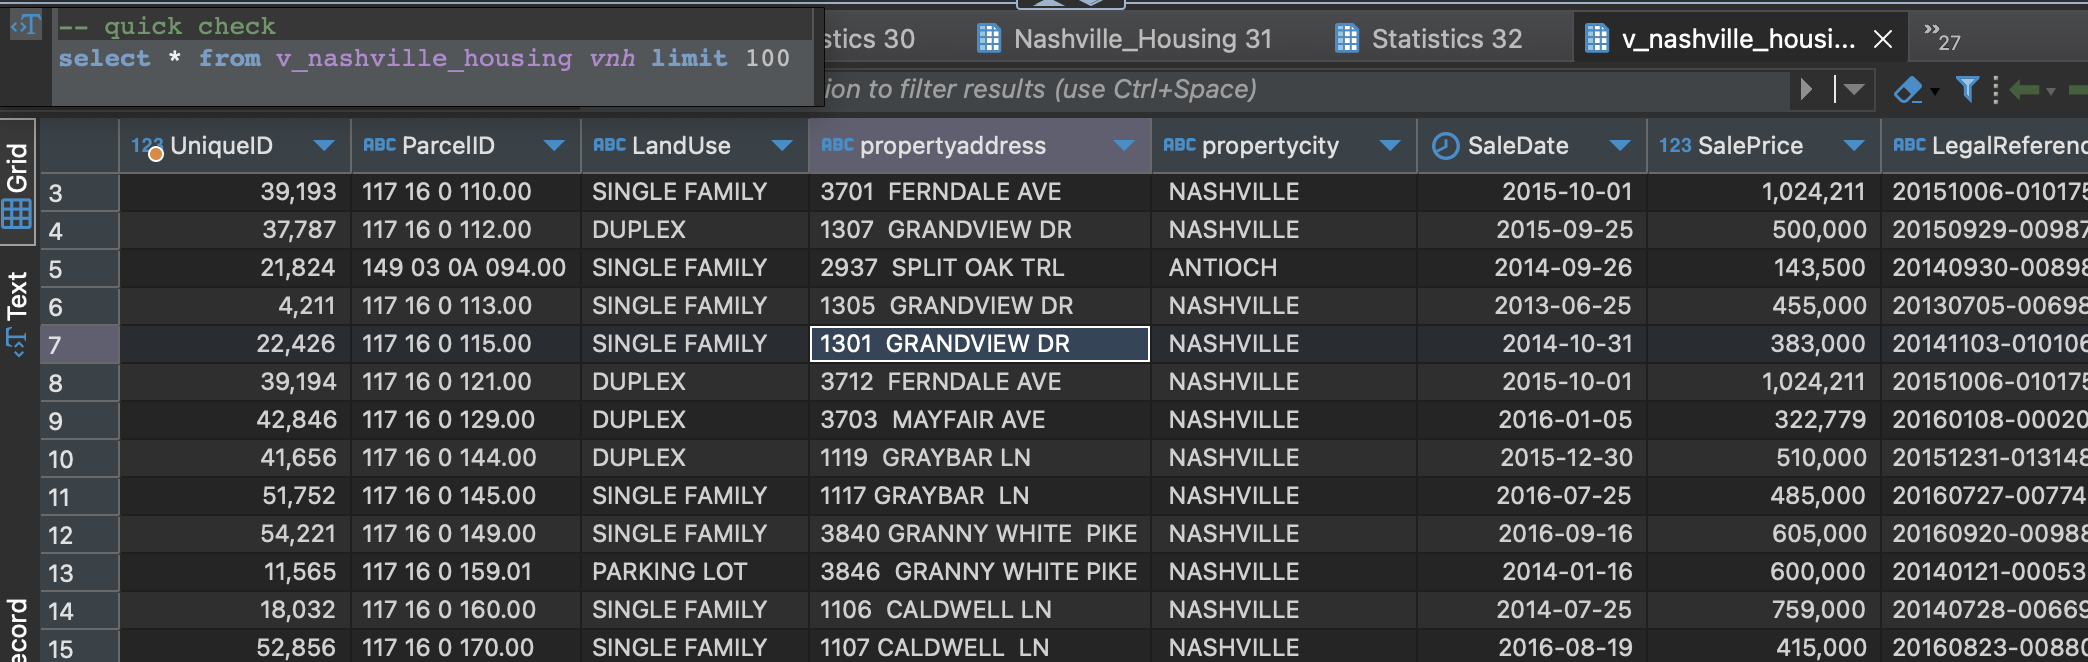 -- quick check
select * from v_nashville_housing vnh limit 100
stics 30 Nashville_Housing 31 Statistics 32 v_nashville_housi... 27
ion to filter results (use Ctrl+Space)
Grid
Text
ecord
123 UniqueID ABC ParcelID ABC LandUse ABC propertyaddress ABC propertycity SaleDate 123 SalePrice ABC LegalReferenc
3 39,193 117 16 0 110.00 SINGLE FAMILY 3701  FERNDALE AVE NASHVILLE 2015-10-01 1,024,211 20151006-010175
4 37,787 117 16 0 112.00 DUPLEX 1307  GRANDVIEW DR NASHVILLE 2015-09-25 500,000 20150929-00987
5 21,824 149 03 0A 094.00 SINGLE FAMILY 2937  SPLIT OAK TRL ANTIOCH 2014-09-26 143,500 20140930-00898
6 4,211 117 16 0 113.00 SINGLE FAMILY 1305  GRANDVIEW DR NASHVILLE 2013-06-25 455,000 20130705-00698
7 22,426 117 16 0 115.00 SINGLE FAMILY 1301  GRANDVIEW DR NASHVILLE 2014-10-31 383,000 20141103-010106
8 39,194 117 16 0 121.00 DUPLEX 3712  FERNDALE AVE NASHVILLE 2015-10-01 1,024,211 20151006-010175
9 42,846 117 16 0 129.00 DUPLEX 3703  MAYFAIR AVE NASHVILLE 2016-01-05 322,779 20160108-00020
10 41,656 117 16 0 144.00 DUPLEX 1119  GRAYBAR LN NASHVILLE 2015-12-30 510,000 20151231-013148
11 51,752 117 16 0 145.00 SINGLE FAMILY 1117 GRAYBAR  LN NASHVILLE 2016-07-25 485,000 20160727-00774
12 54,221 117 16 0 149.00 SINGLE FAMILY 3840 GRANNY WHITE  PIKE NASHVILLE 2016-09-16 605,000 20160920-00988
13 11,565 117 16 0 159.01 PARKING LOT 3846  GRANNY WHITE PIKE NASHVILLE 2014-01-16 600,000 20140121-00053
14 18,032 117 16 0 160.00 SINGLE FAMILY 1106  CALDWELL LN NASHVILLE 2014-07-25 759,000 20140728-00669
15 52,856 117 16 0 170.00 SINGLE FAMILY 1107 CALDWELL  LN NASHVILLE 2016-08-19 415,000 20160823-00880